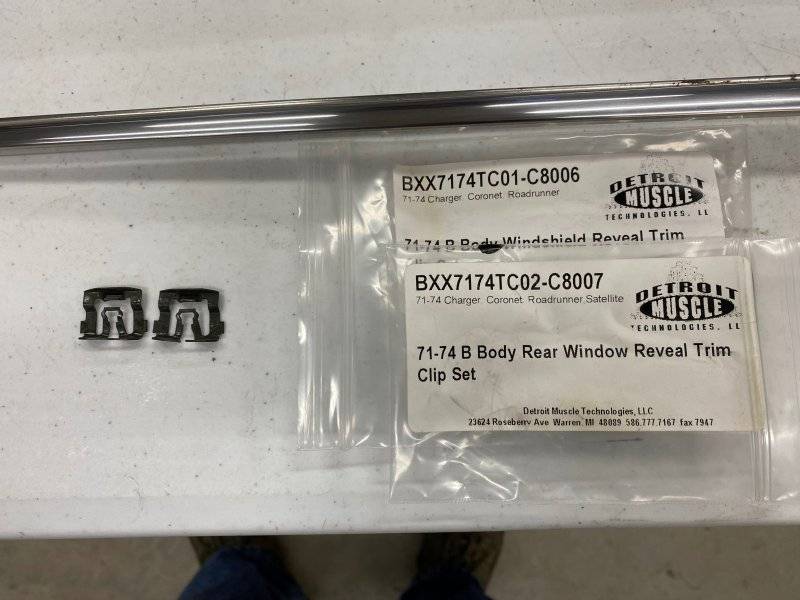 BXX7174TC01-C8006
71-74 Charger Coronet Roadrunner
DETROIT
MUSCLE
TECHNOLOGIES, LL
71-74 B Body Windshield Reveal Trim
BXX7174TC02-C8007
71-74 Charger Coronet Roadrunner,Satellite
DETROIT
MUSCLE
TECHNOLOGIES, LL
71-74 B Body Rear Window Reveal Trim
Clip Set
Detroit Muscle Technologies, LLC
23624 Roseberry Ave Warren, MI 48089 586.777.7167 fax 7947